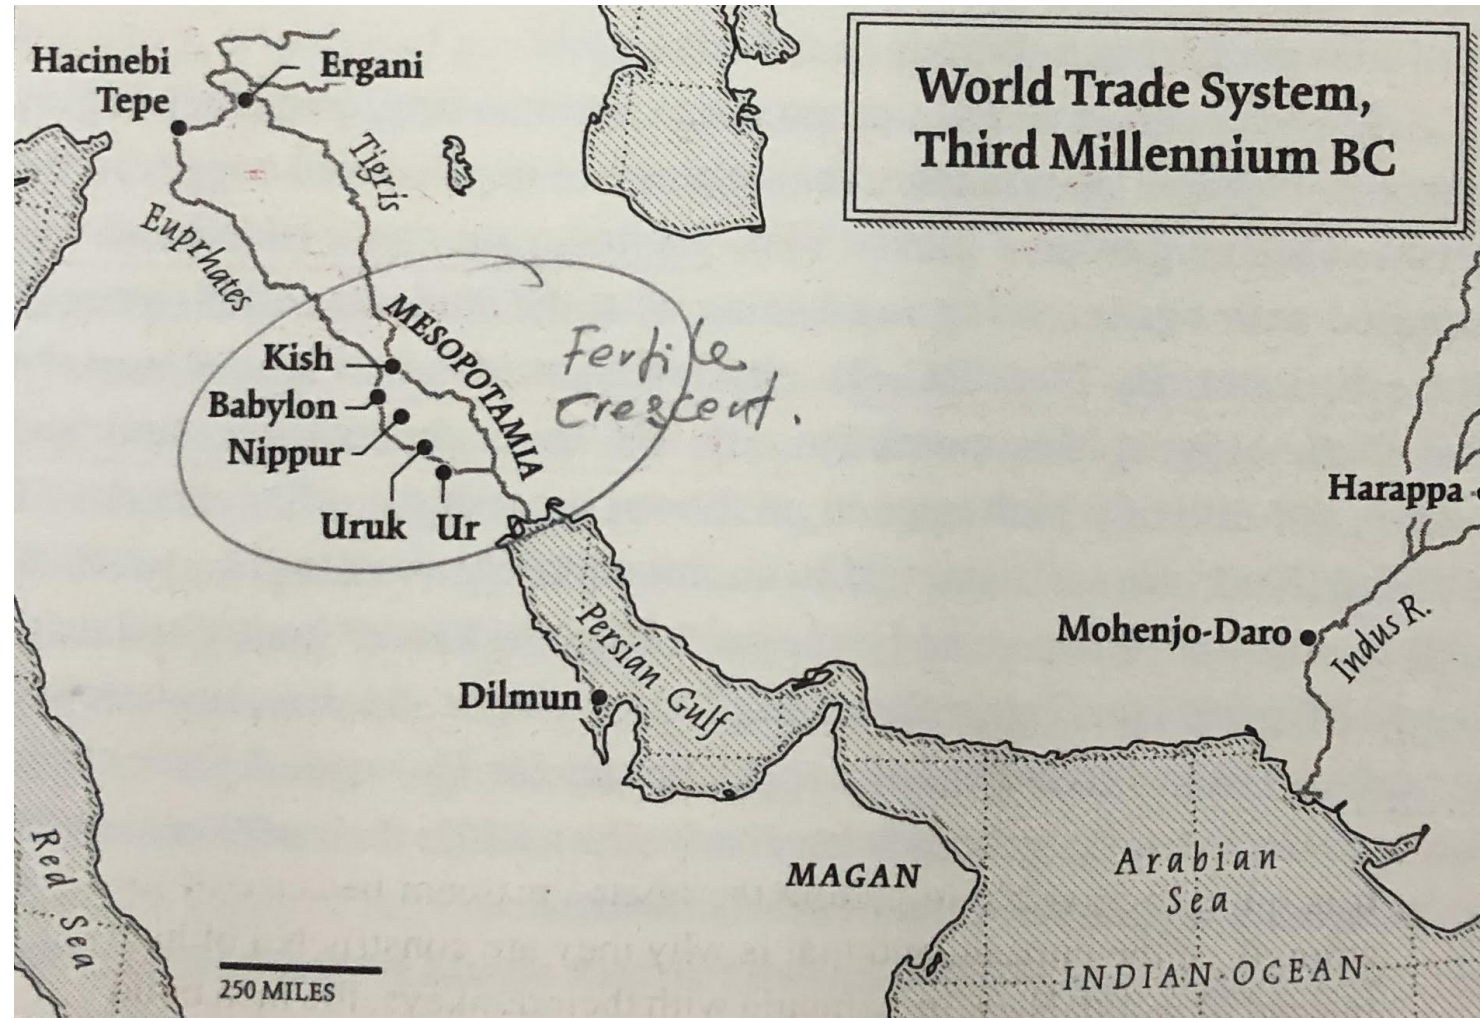 World Trade System,
Third Millennium BC
Hacinebi
Tepe
Ergani
Tigris
Euprhates
MESOPOTAMIA
Fertile
Crescent.
Kish
Babylon
Nippur
Uruk
Ur
Harappa
Mohenjo-Daro
Indus R.
Persian Gulf
Dilmun
Red Sea
MAGAN
Arabian
Sea
INDIAN OCEAN
250 MILES